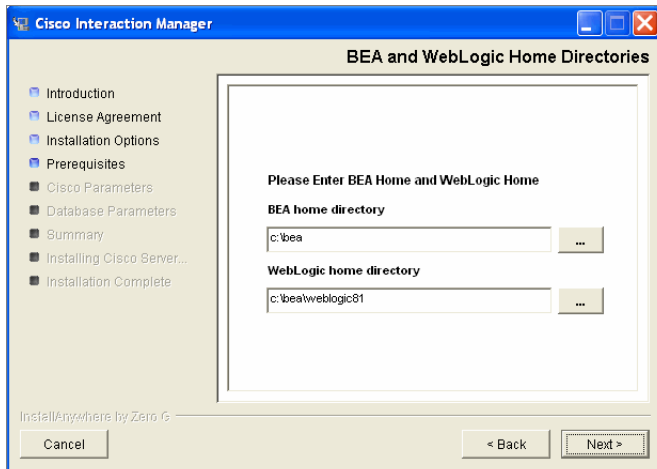 Cisco Interaction Manager
BEA and WebLogic Home Directories
Introduction
License Agreement
Installation Options
Prerequisites
Cisco Parameters
Database Parameters
Summary
Installing Cisco Server...
Installation Complete
Please Enter BEA Home and WebLogic Home
BEA home directory
c:\bea
...
WebLogic home directory
c:\bea\weblogic81
...
InstallAnywhere by Zero G
Cancel
< Back
Next >